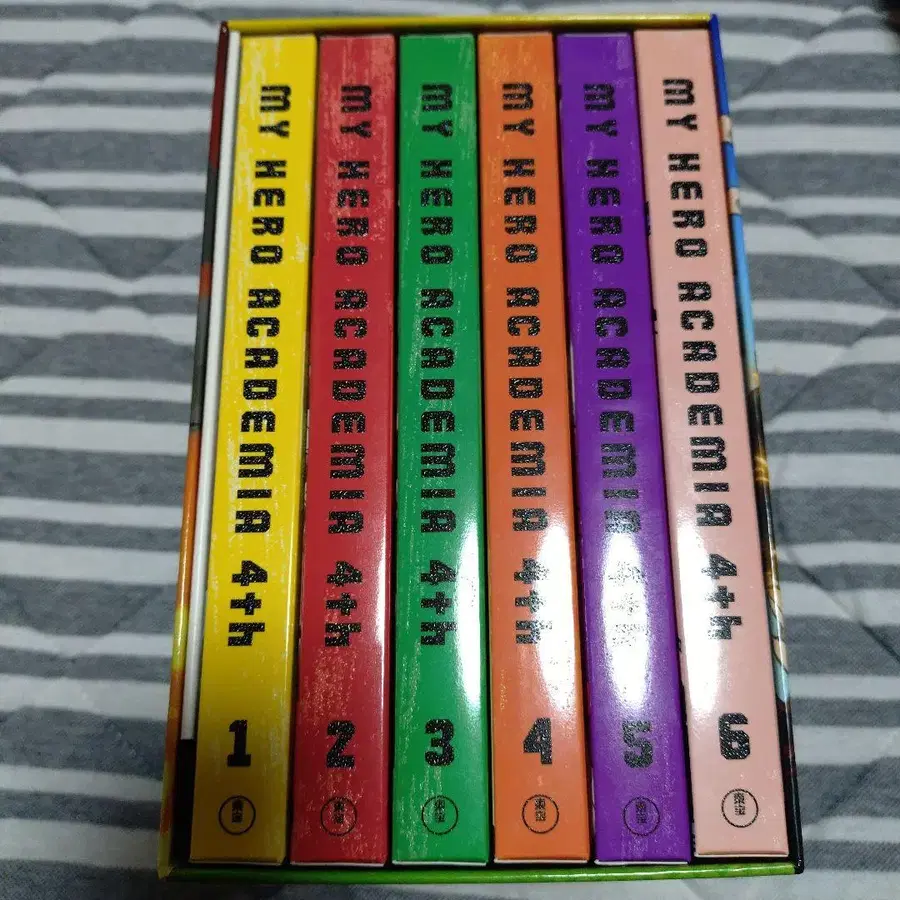 MY HERO ACADEMIA 4th 1
MY HERO ACADEMIA 4th 2
MY HERO ACADEMIA 4th 3
MY HERO ACADEMIA 4th 4
MY HERO ACADEMIA 4th 5
MY HERO ACADEMIA 4th 6